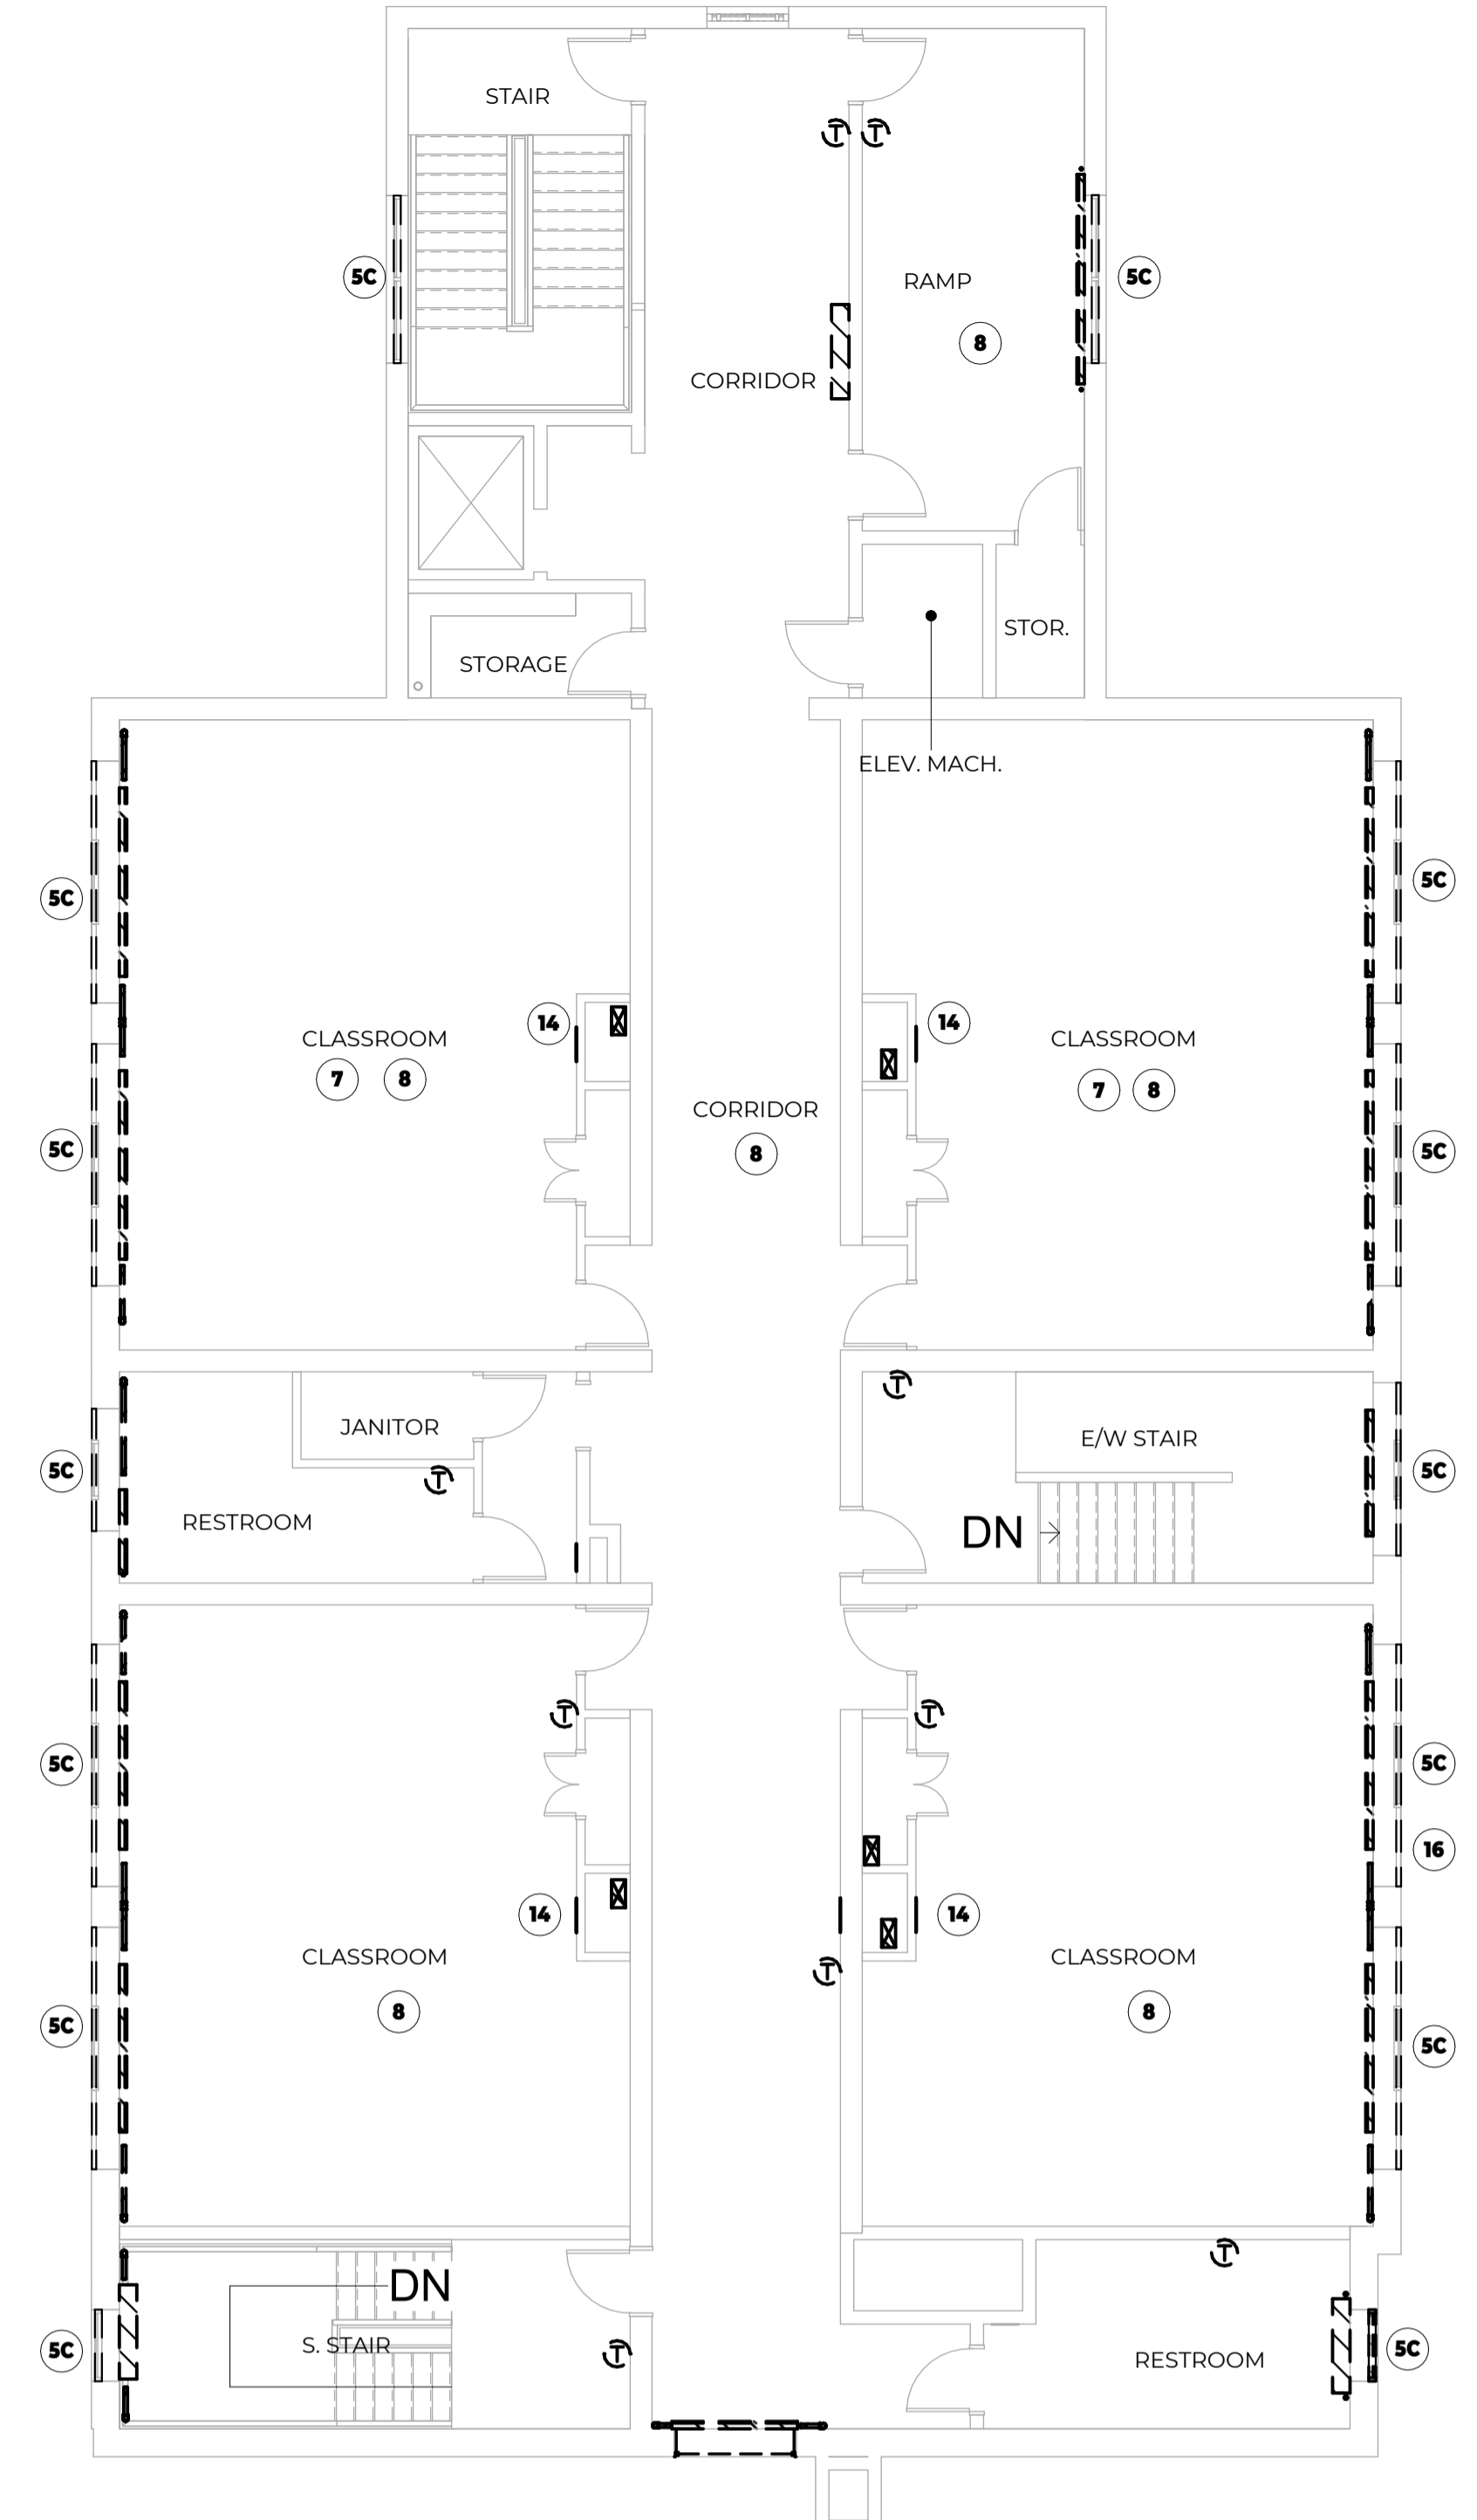 STAIR
T T
5C RAMP 5C
8
CORRIDOR
STORAGE STOR.
ELEV. MACH.
5C 5C
14 14
CLASSROOM CLASSROOM
7 8 7 8
CORRIDOR
8
5C 5C
T
JANITOR E/W STAIR
5C T 5C
RESTROOM DN
T T
5C 5C
16
14 14
CLASSROOM T CLASSROOM
8 8
5C 5C
T
DN
S. STAIR T
5C RESTROOM 5C